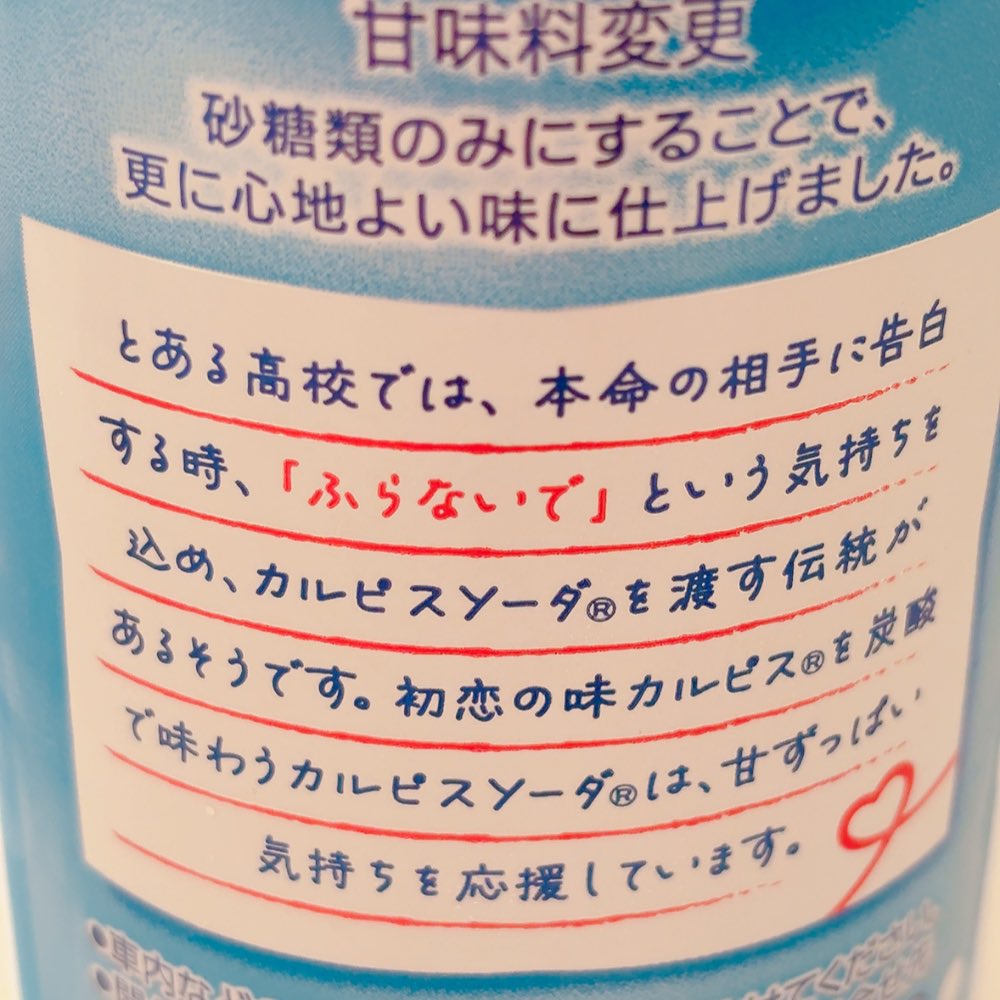 甘味料変更
砂糖類のみにすることで、
更に心地よい味に仕上げました。
とある高校では、本命の相手に告白
する時、「ふらないで」という気持ちを
込め、カルピスソーダ®を渡す伝統が
あるそうです。初恋の味カルピス®を炭酸
で味わうカルピスソーダ®は、甘ずっぱい
気持ちを応援しています。
●車内など